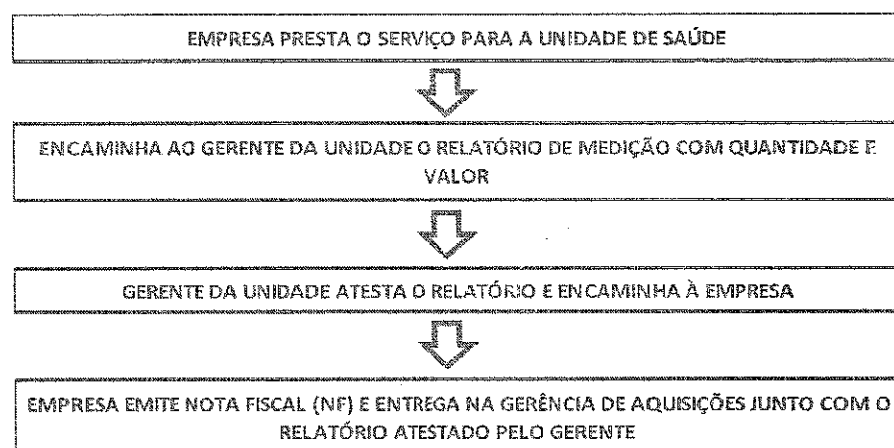 EMPRESA PRESTA O SERVIÇO PARA A UNIDADE DE SAÚDE
ENCAMINHA AO GERENTE DA UNIDADE O RELATÓRIO DE MEDIÇÃO COM QUANTIDADE E
VALOR
GERENTE DA UNIDADE ATESTA O RELATÓRIO E ENCAMINHA À EMPRESA
EMPRESA EMITE NOTA FISCAL (NF) E ENTREGA NA GERÊNCIA DE AQUISIÇÕES JUNTO COM O
RELATÓRIO ATESTADO PELO GERENTE